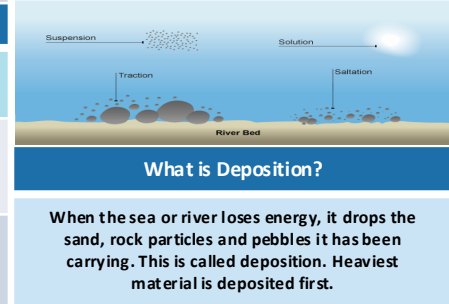 Suspension
Solution
Traction
Saltation
River Bed
What is Deposition?
When the sea or river loses energy, it drops the
sand, rock particles and pebbles it has been
carrying. This is called deposition. Heaviest
material is deposited first.